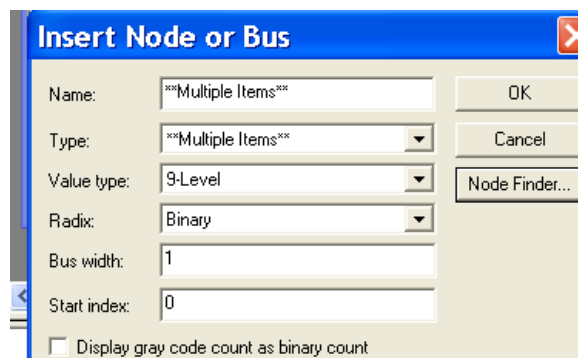 Insert Node or Bus
Name: **Multiple Items** OK
Type: **Multiple Items** Cancel
Value type: 9-Level Node Finder...
Radix: Binary
Bus width: 1
Start index: 0
Display gray code count as binary count